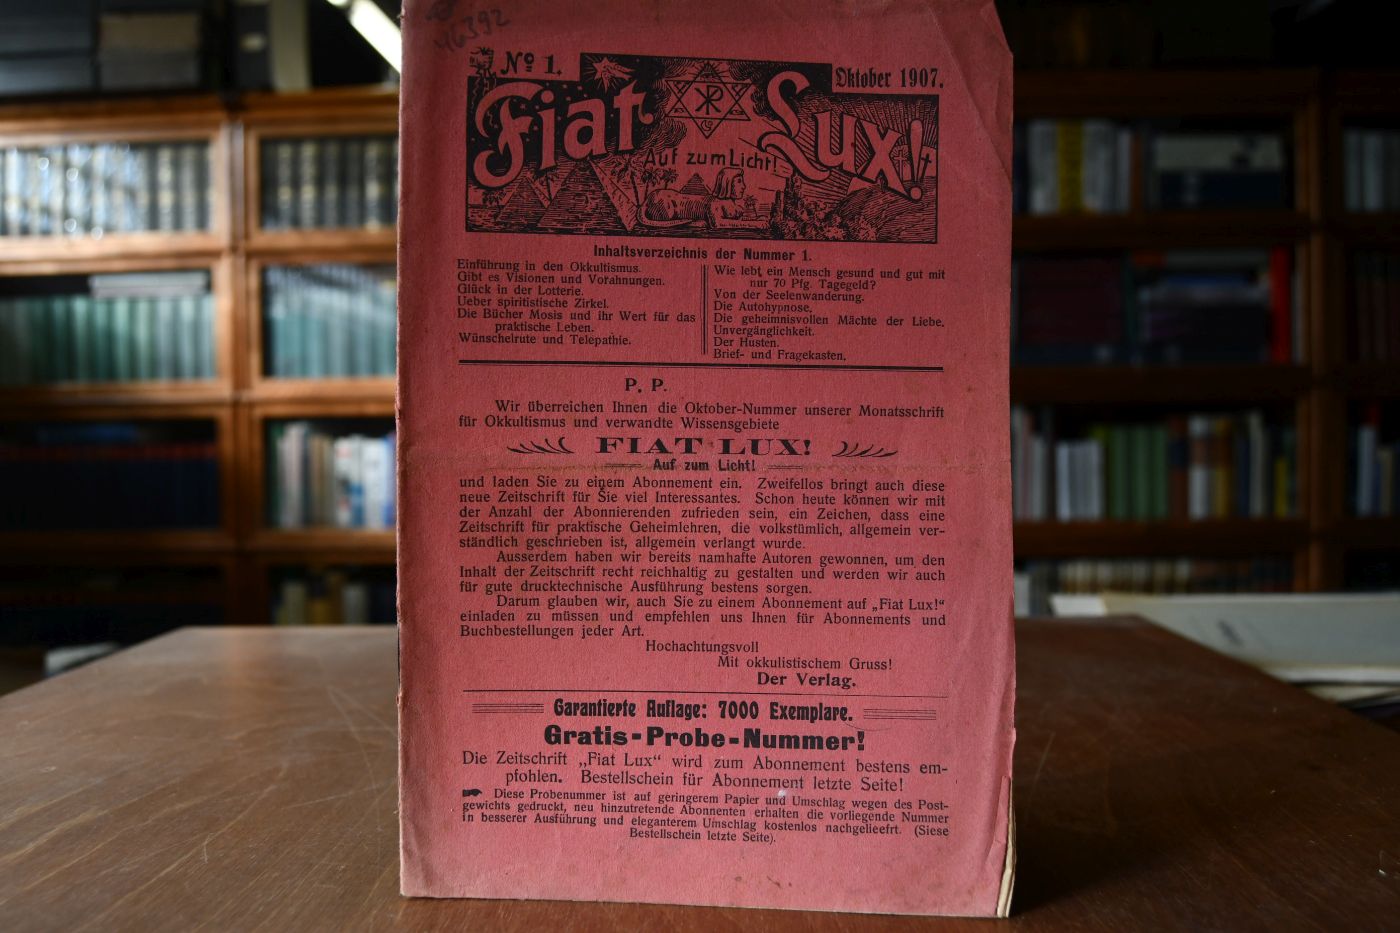 46392
No 1.
Oktober 1907.
Fiat Lux!
Auf zum Licht!
Inhaltsverzeichnis der Nummer 1.
Einführung in den Okkultismus.
Gibt es Visionen und Vorahnungen.
Glück in der Lotterie.
Ueber spiritistische Zirkel.
Die Bücher Mosis und ihr Wert für das
praktische Leben.
Wünschelrute und Telepathie.
Wie lebt ein Mensch gesund und gut mit
nur 70 Pfg. Tagegeld?
Von der Seelenwanderung.
Die Autohypnose.
Die geheimnisvollen Mächte der Liebe.
Unvergänglichkeit.
Der Husten.
Brief- und Fragekasten.
P. P.
Wir überreichen Ihnen die Oktober-Nummer unserer Monatsschrift
für Okkultismus und verwandte Wissensgebiete
FIAT LUX!
Auf zum Licht!
und laden Sie zu einem Abonnement ein. Zweifellos bringt auch diese
neue Zeitschrift für Sie viel Interessantes. Schon heute können wir mit
der Anzahl der Abonnierenden zufrieden sein, ein Zeichen, dass eine
Zeitschrift für praktische Geheimlehren, die volkstümlich, allgemein ver-
ständlich geschrieben ist, allgemein verlangt wurde.
Ausserdem haben wir bereits namhafte Autoren gewonnen, um den
Inhalt der Zeitschrift recht reichhaltig zu gestalten und werden wir auch
für gute drucktechnische Ausführung bestens sorgen.
Darum glauben wir, auch Sie zu einem Abonnement auf „Fiat Lux!“
einladen zu müssen und empfehlen uns Ihnen für Abonnements und
Buchbestellungen jeder Art.
Hochachtungsvoll
Mit okkulistischem Gruss!
Der Verlag.
Garantierte Auflage: 7000 Exemplare.
Gratis-Probe-Nummer!
Die Zeitschrift „Fiat Lux“ wird zum Abonnement bestens em-
pfohlen. Bestellschein für Abonnement letzte Seite!
Diese Probenummer ist auf geringerem Papier und Umschlag wegen des Post-
gewichts gedruckt, neu hinzutretende Abonnenten erhalten die vorliegende Nummer
in besserer Ausführung und eleganterem Umschlag kostenlos nachgelieefrt. (Siese
Bestellschein letzte Seite).